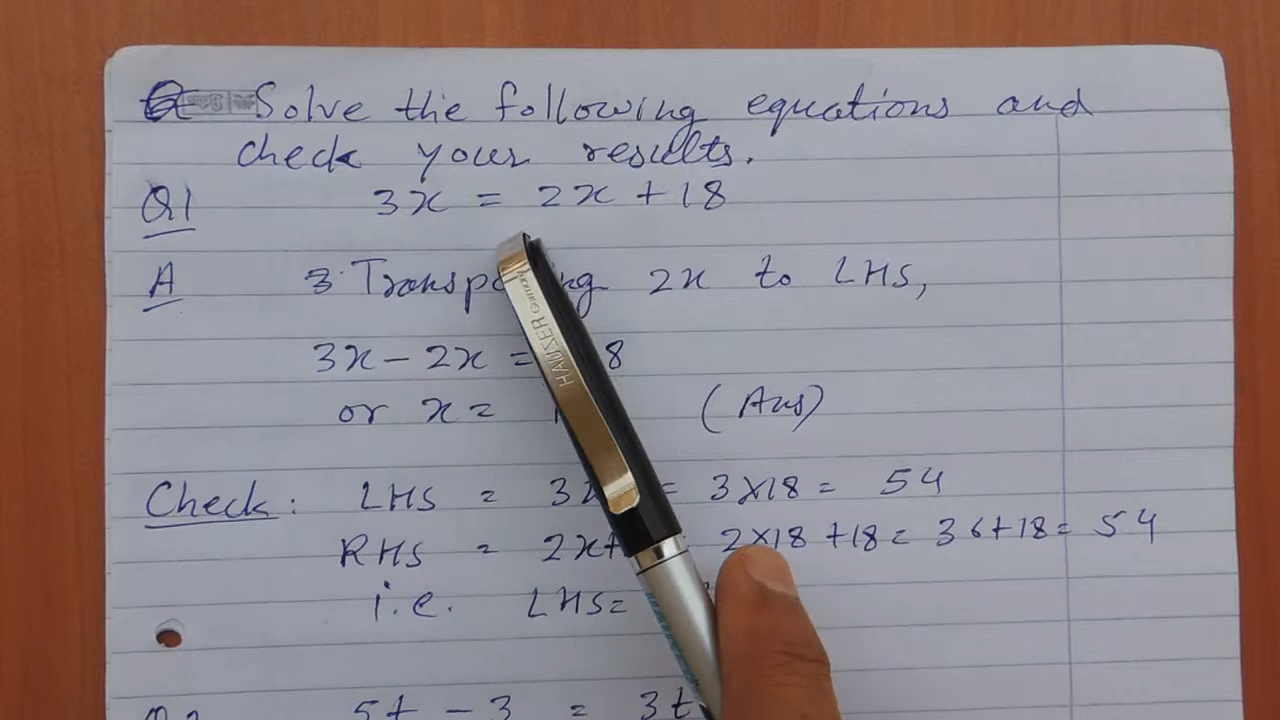 Solve the following equations and
check your results.
Q1 3x = 2x + 18
A 3 Transposing 2x to LHS,
3x - 2x = 8
or x = (Ans)
Check: LHS = 3x = 3×18 = 54
RHS = 2x+ 2×18 +18 = 36+18 = 54
i.e. LHS =
5t - 3 = 3t
HAUSER Germany